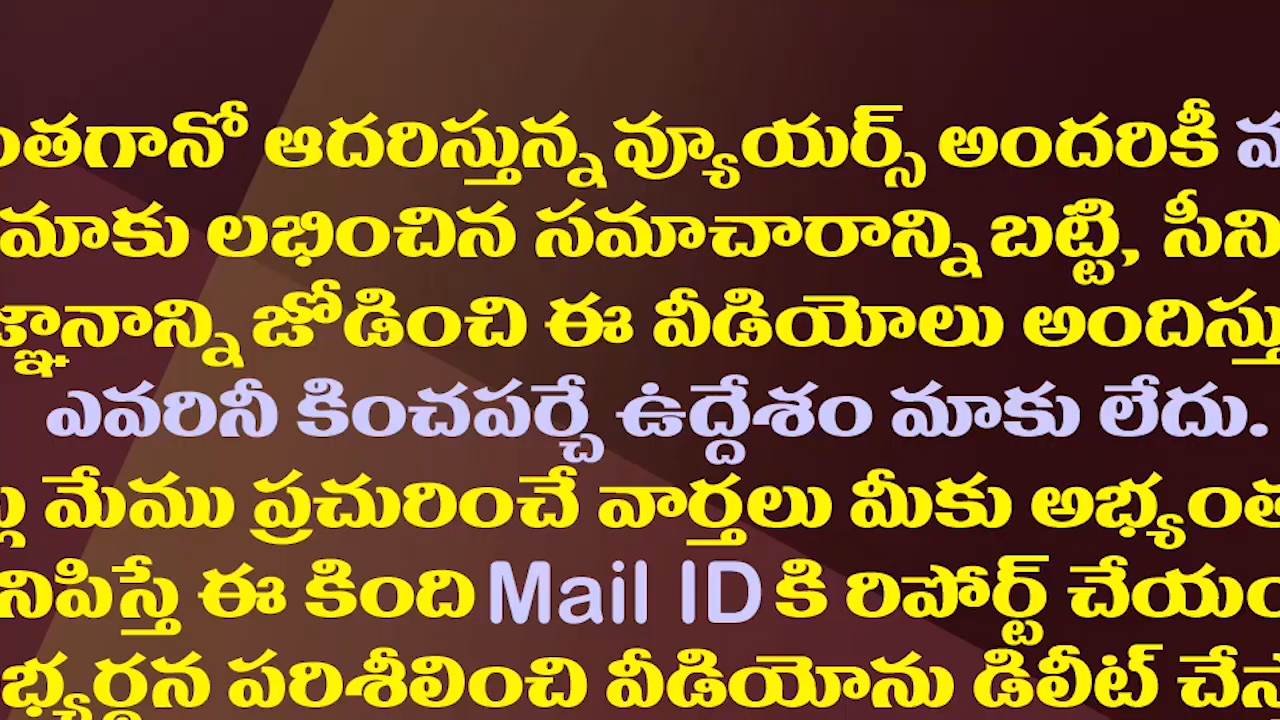 ంతగానో ఆదరిస్తున్న వ్యూయర్స్ అందరికీ
మాకు లభించిన సమాచారాన్ని బట్టి, సీని
జ్ఞానాన్ని జోడించి ఈ వీడియోలు అందిస్తు
ఎవరినీ కించపర్చే ఉద్దేశం మాకు లేదు.
మేము ప్రచురించే వార్తలు మీకు అభ్యంత
నిపిస్తే ఈ కింది Mail ID కి రిపోర్ట్ చేయం
భ్యర్థన పరిశీలించి వీడియోను డిలీట్ చేస